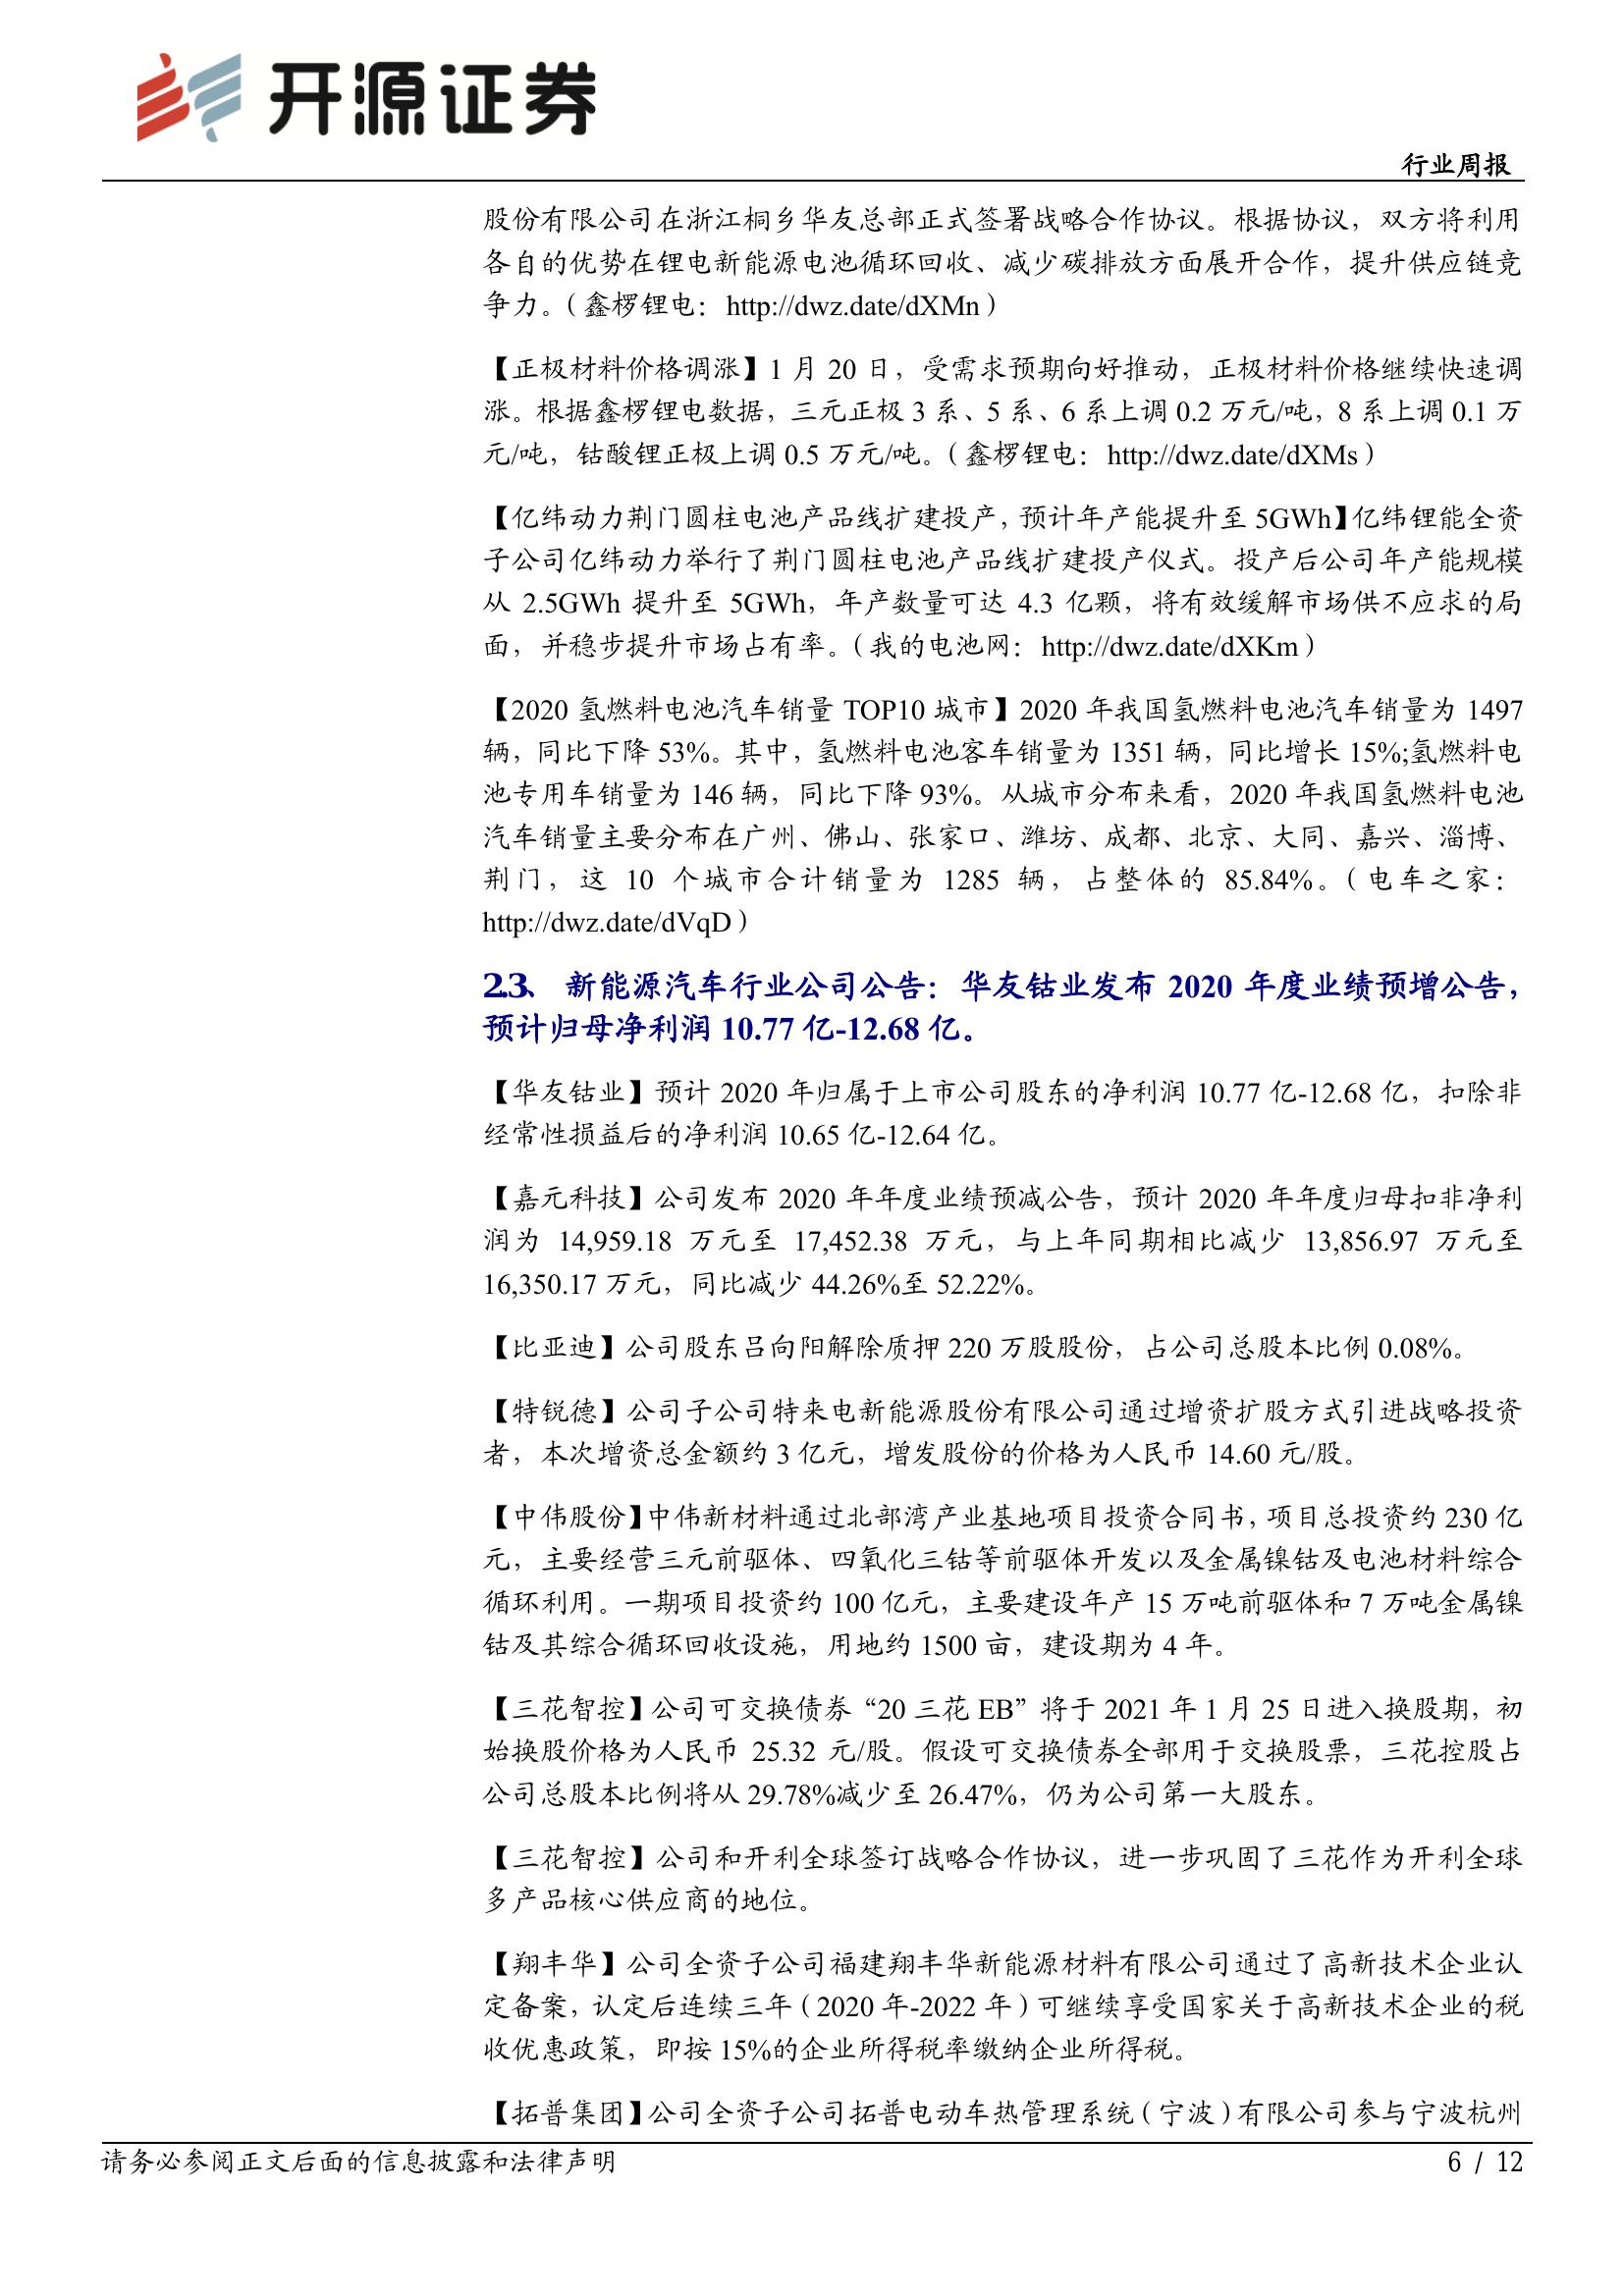 开源证券
行业周报
股份有限公司在浙江桐乡华友总部正式签署战略合作协议。根据协议，双方将利用
各自的优势在锂电新能源电池循环回收、减少碳排放方面展开合作，提升供应链竞
争力。（鑫椤锂电：http://dwz.date/dXMn）
【正极材料价格调涨】1 月 20 日，受需求预期向好推动，正极材料价格继续快速调
涨。根据鑫椤锂电数据，三元正极 3 系、5 系、6 系上调 0.2 万元/吨，8 系上调 0.1 万
元/吨，钴酸锂正极上调 0.5 万元/吨。（鑫椤锂电：http://dwz.date/dXMs）
【亿纬动力荆门圆柱电池产品线扩建投产，预计年产能提升至 5GWh】亿纬锂能全资
子公司亿纬动力举行了荆门圆柱电池产品线扩建投产仪式。投产后公司年产能规模
从 2.5GWh 提升至 5GWh，年产数量可达 4.3 亿颗，将有效缓解市场供不应求的局
面，并稳步提升市场占有率。（我的电池网：http://dwz.date/dXKm）
【2020 氢燃料电池汽车销量 TOP10 城市】2020 年我国氢燃料电池汽车销量为 1497
辆，同比下降 53%。其中，氢燃料电池客车销量为 1351 辆，同比增长 15%;氢燃料电
池专用车销量为 146 辆，同比下降 93%。从城市分布来看，2020 年我国氢燃料电池
汽车销量主要分布在广州、佛山、张家口、潍坊、成都、北京、大同、嘉兴、淄博、
荆门，这 10 个城市合计销量为 1285 辆，占整体的 85.84%。（电车之家：
http://dwz.date/dVqD）
2.3、 新能源汽车行业公司公告：华友钴业发布 2020 年度业绩预增公告，
预计归母净利润 10.77 亿-12.68 亿。
【华友钴业】预计 2020 年归属于上市公司股东的净利润 10.77 亿-12.68 亿，扣除非
经常性损益后的净利润 10.65 亿-12.64 亿。
【嘉元科技】公司发布 2020 年年度业绩预减公告，预计 2020 年年度归母扣非净利
润为 14,959.18 万元至 17,452.38 万元，与上年同期相比减少 13,856.97 万元至
16,350.17 万元，同比减少 44.26%至 52.22%。
【比亚迪】公司股东吕向阳解除质押 220 万股股份，占公司总股本比例 0.08%。
【特锐德】公司子公司特来电新能源股份有限公司通过增资扩股方式引进战略投资
者，本次增资总金额约 3 亿元，增发股份的价格为人民币 14.60 元/股。
【中伟股份】中伟新材料通过北部湾产业基地项目投资合同书，项目总投资约 230 亿
元，主要经营三元前驱体、四氧化三钴等前驱体开发以及金属镍钴及电池材料综合
循环利用。一期项目投资约 100 亿元，主要建设年产 15 万吨前驱体和 7 万吨金属镍
钴及其综合循环回收设施，用地约 1500 亩，建设期为 4 年。
【三花智控】公司可交换债券“20 三花 EB”将于 2021 年 1 月 25 日进入换股期，初
始换股价格为人民币 25.32 元/股。假设可交换债券全部用于交换股票，三花控股占
公司总股本比例将从 29.78%减少至 26.47%，仍为公司第一大股东。
【三花智控】公司和开利全球签订战略合作协议，进一步巩固了三花作为开利全球
多产品核心供应商的地位。
【翔丰华】公司全资子公司福建翔丰华新能源材料有限公司通过了高新技术企业认
定备案，认定后连续三年（2020 年-2022 年）可继续享受国家关于高新技术企业的税
收优惠政策，即按 15%的企业所得税率缴纳企业所得税。
【拓普集团】公司全资子公司拓普电动车热管理系统（宁波）有限公司参与宁波杭州
请务必参阅正文后面的信息披露和法律声明
6 / 12